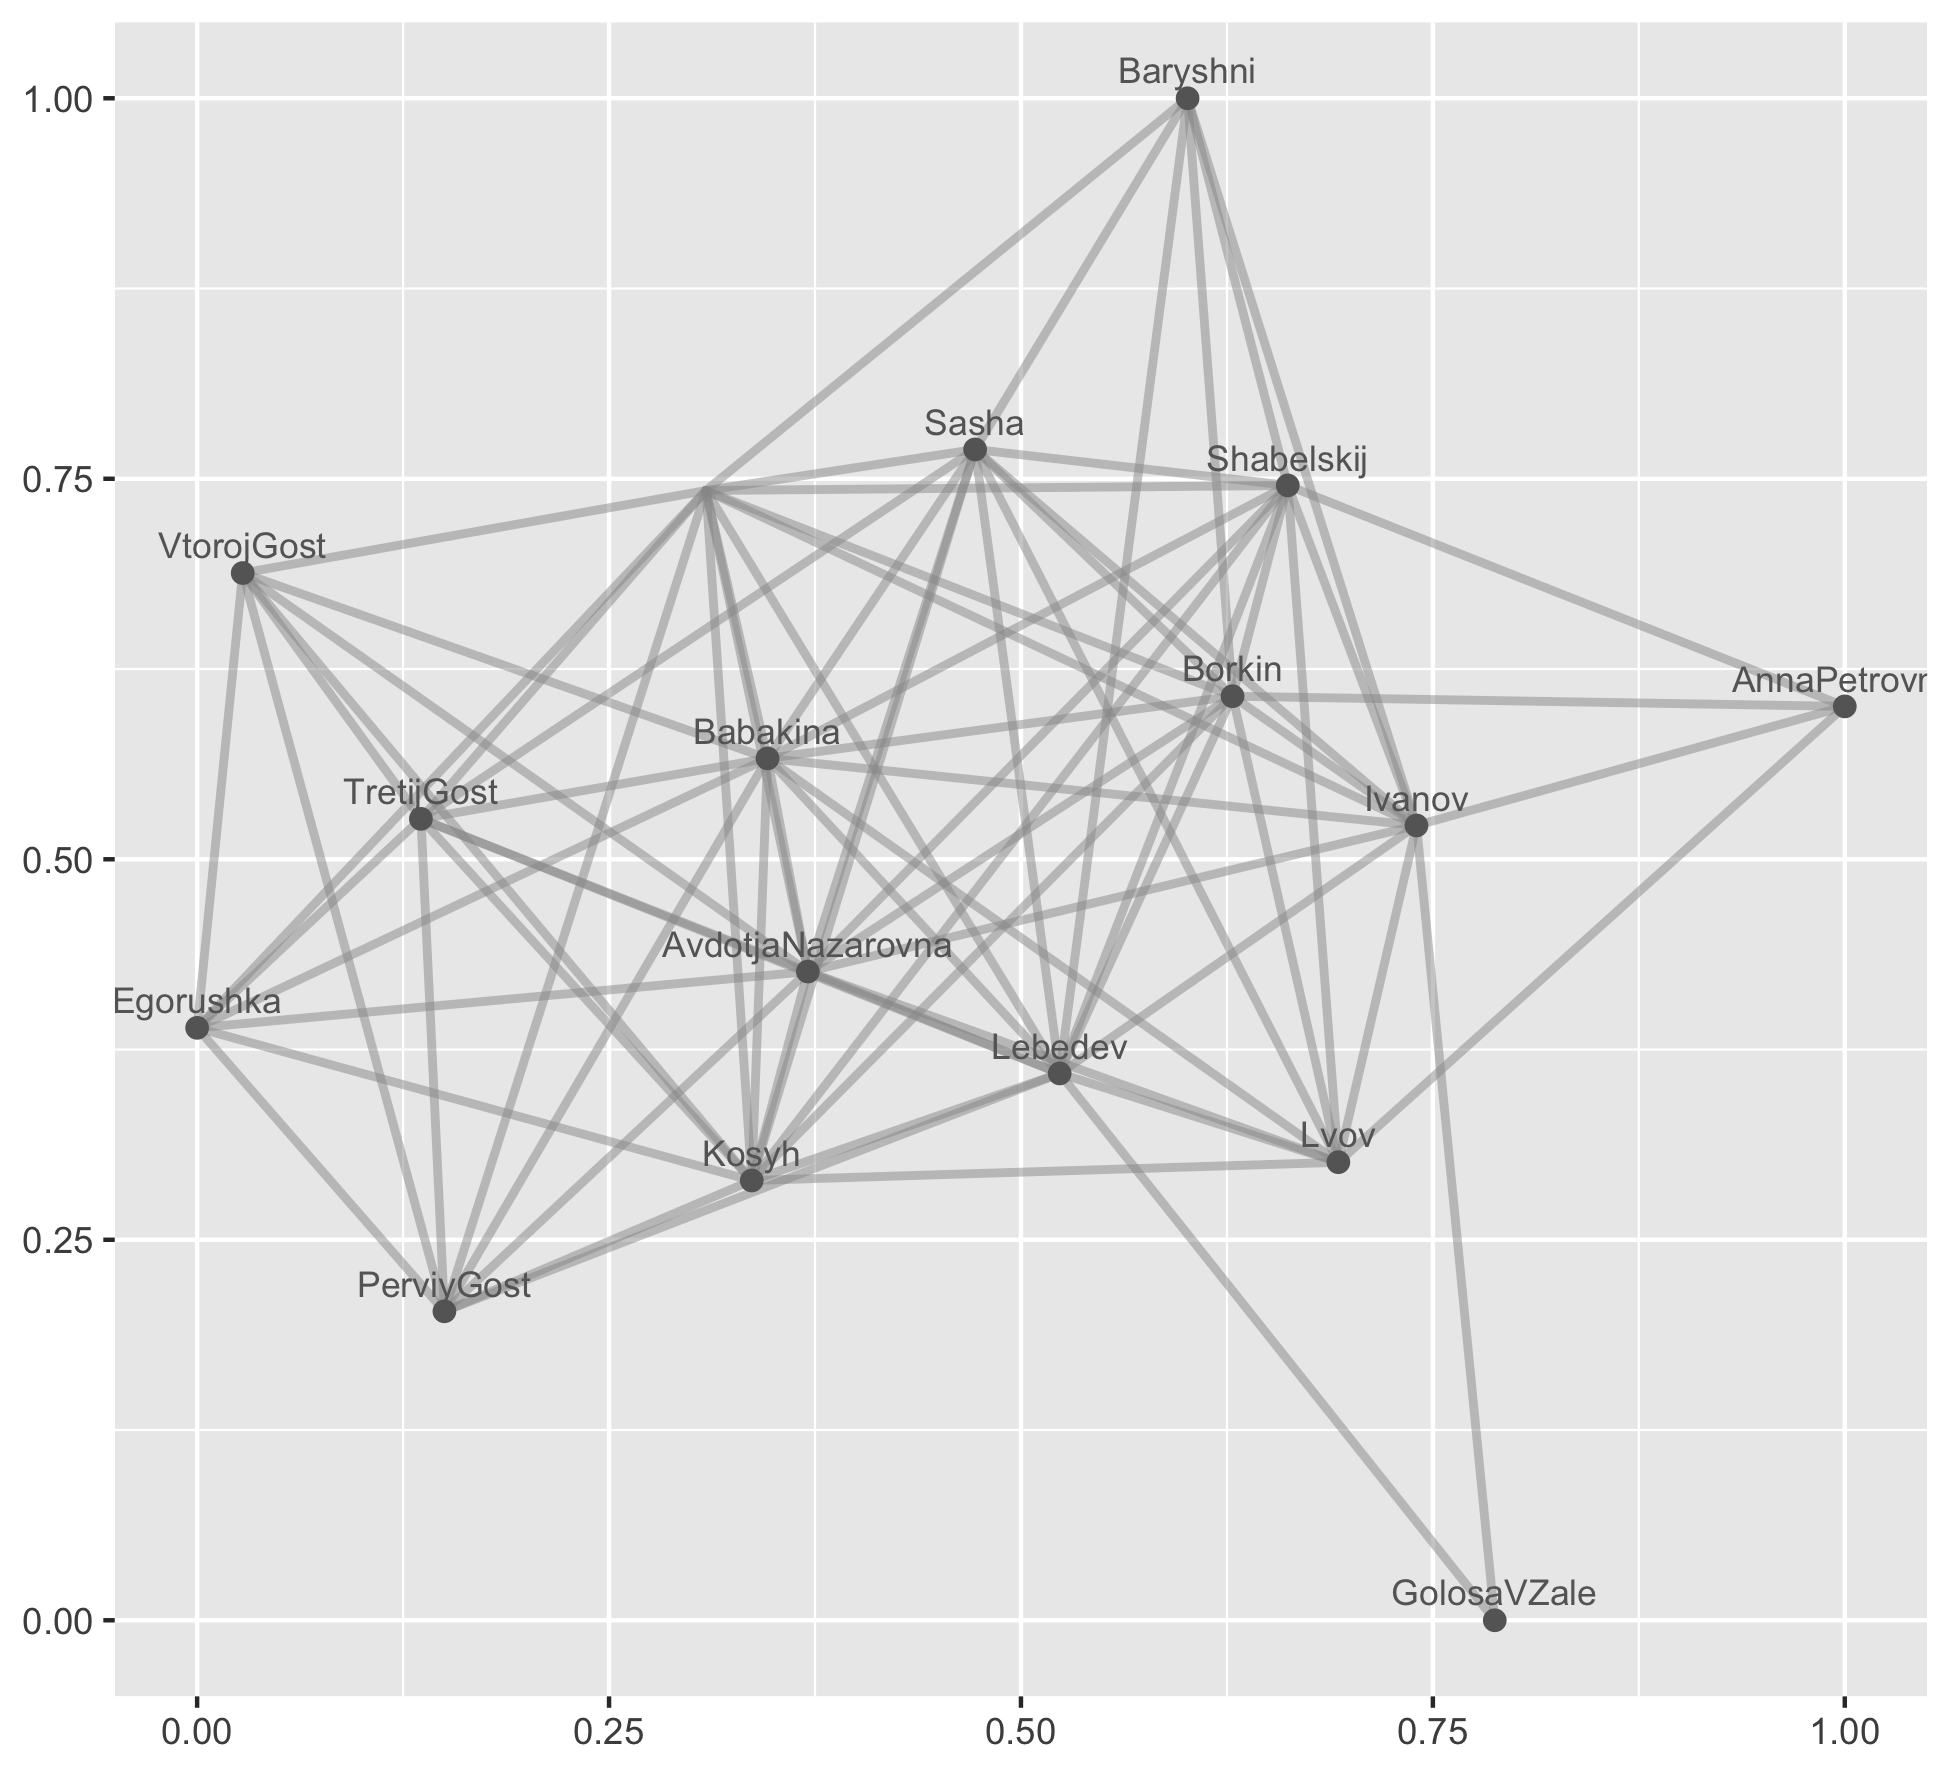 Baryshni
1.00
Sasha
Shabelskij
0.75
VtorojGost
Borkin
AnnaPetrovn
Babakina
TretijGost
Ivanov
0.50
AvdotjaNazarovna
Egorushka
Lebedev
Lvov
Kosyh
0.25
PerviyGost
GolosaVZale
0.00
0.00 0.25 0.50 0.75 1.00